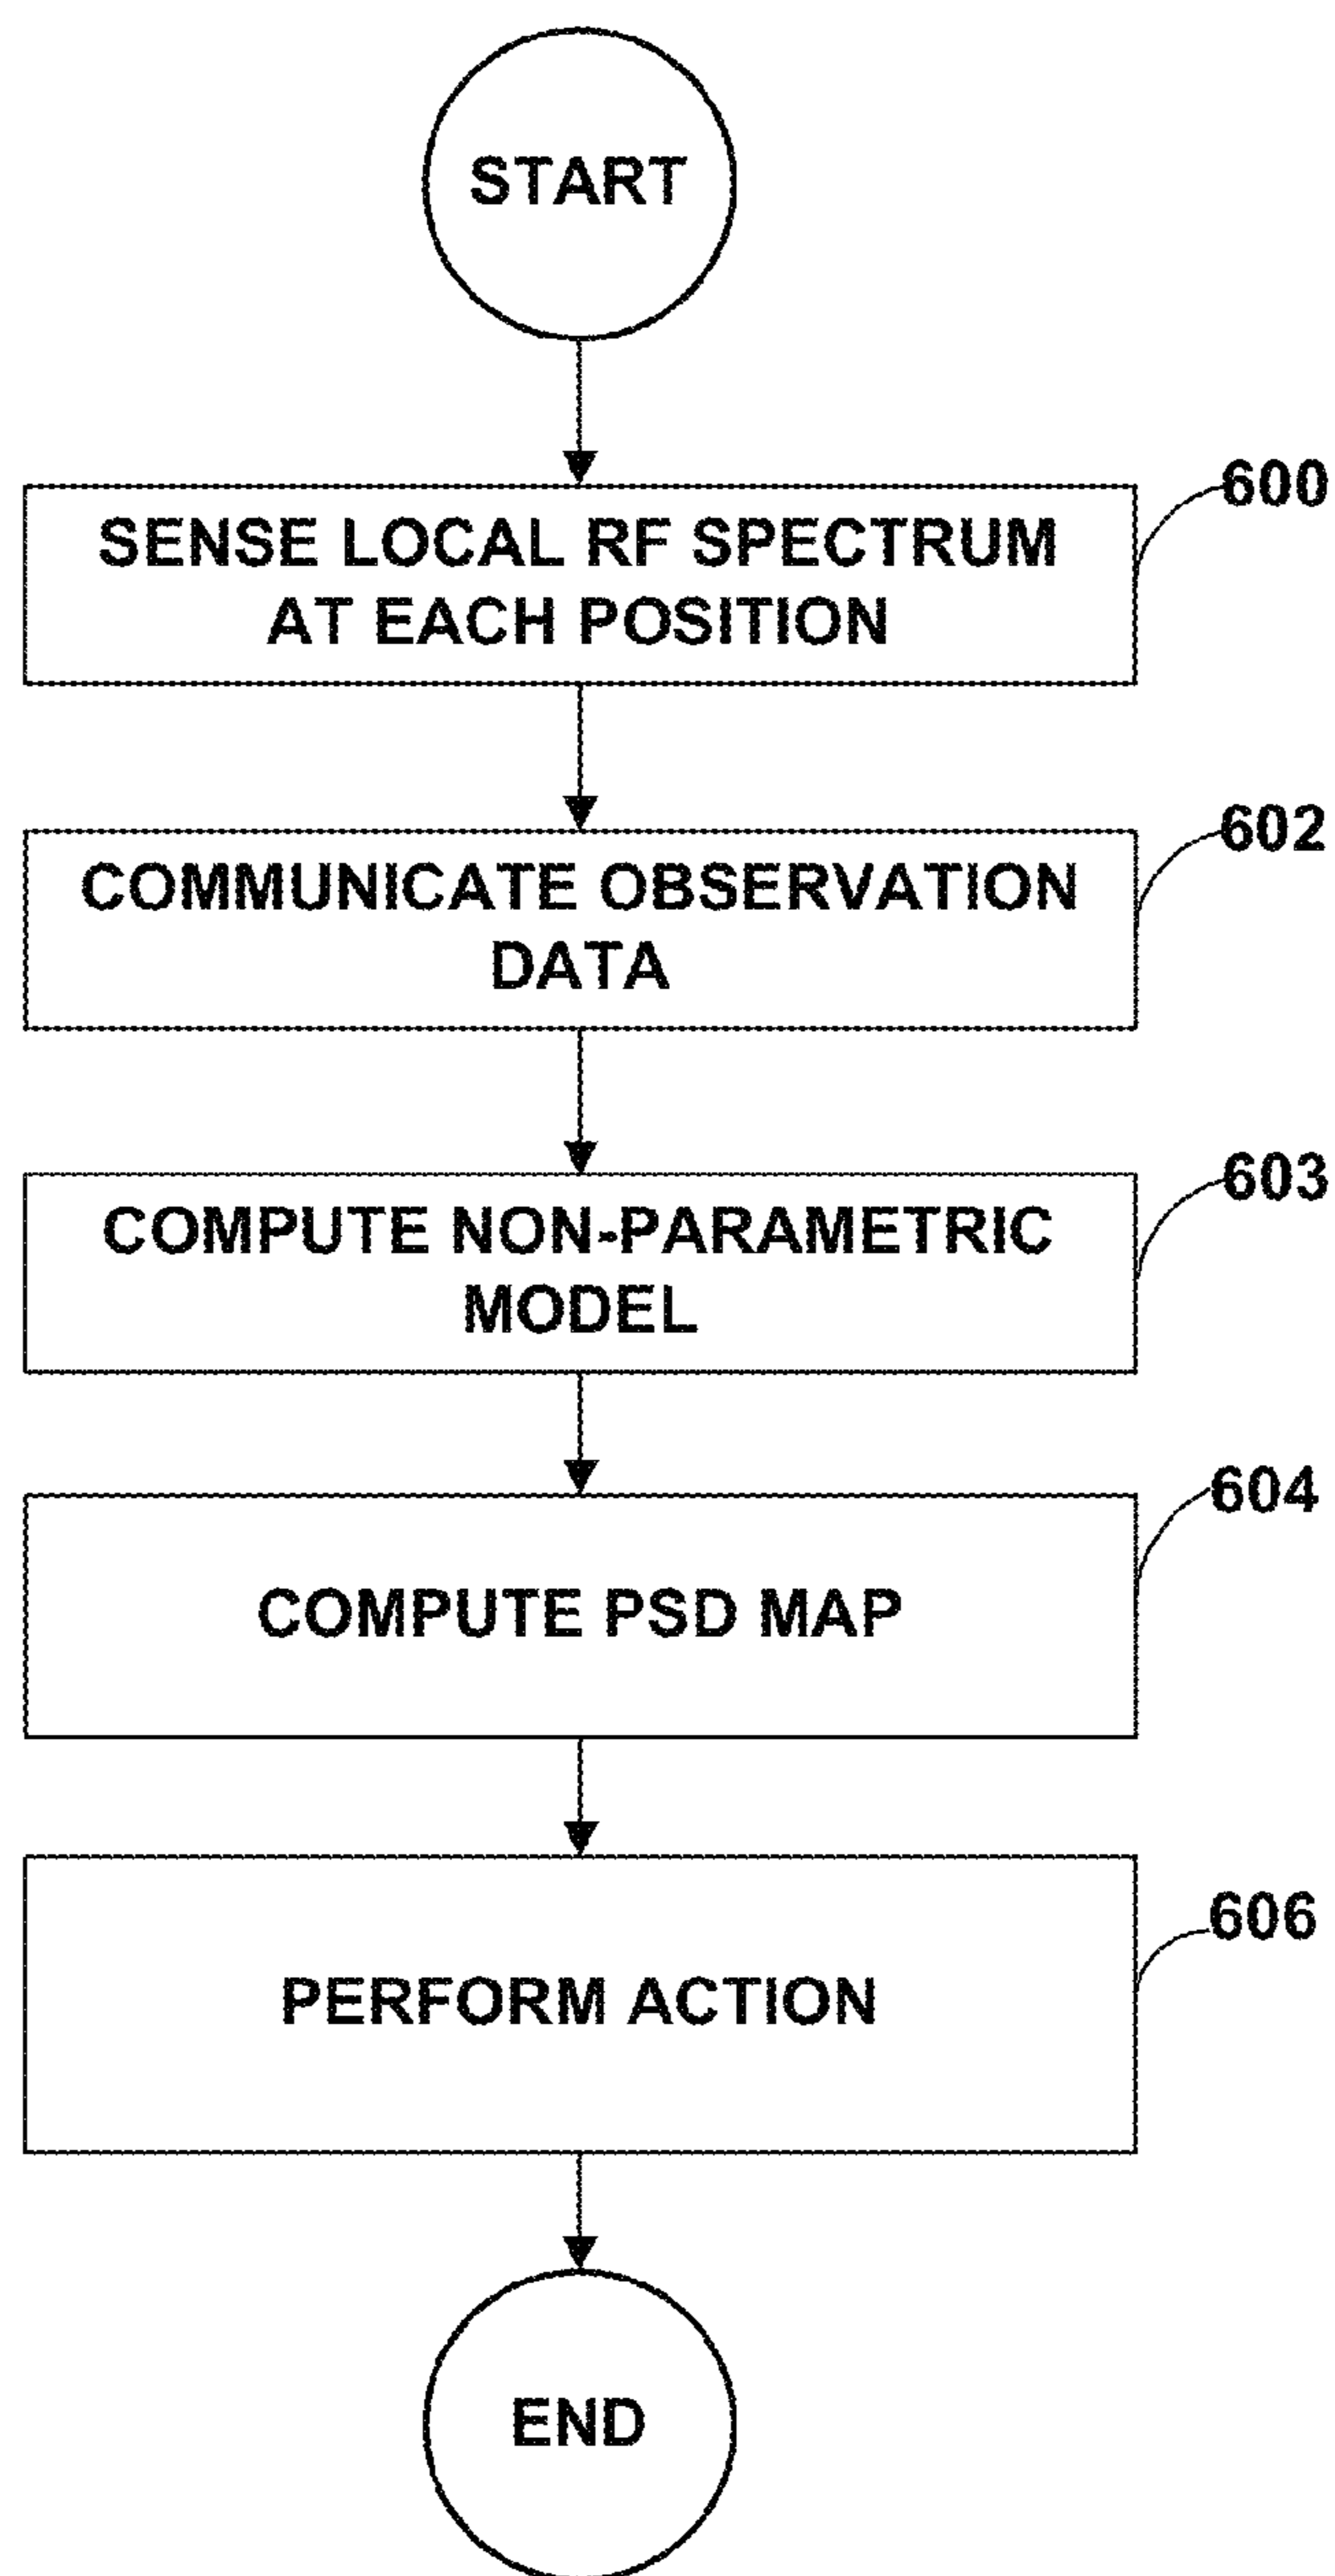 START
600
SENSE LOCAL RF SPECTRUM
AT EACH POSITION
602
COMMUNICATE OBSERVATION
DATA
603
COMPUTE NON-PARAMETRIC
MODEL
604
COMPUTE PSD MAP
606
PERFORM ACTION
END